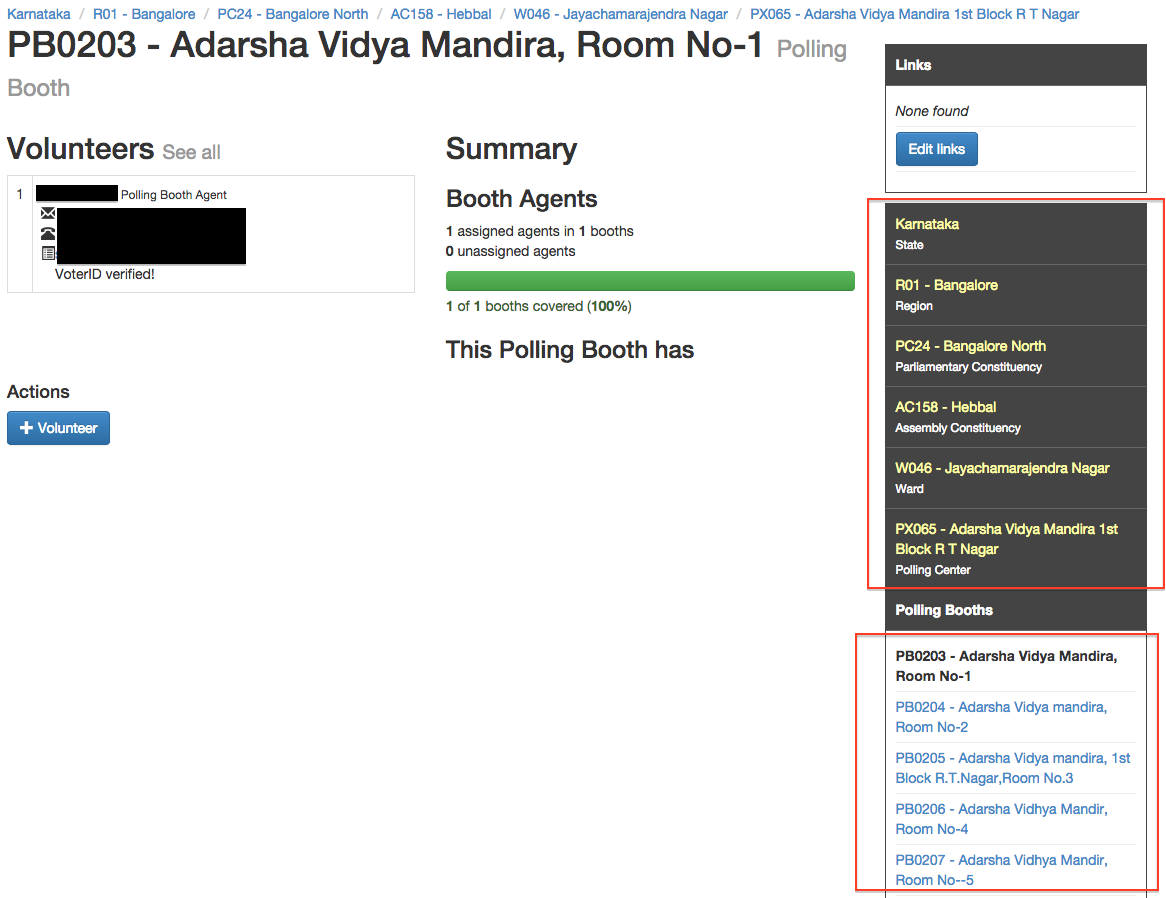 Karnataka / R01 - Bangalore / PC24 - Bangalore North / AC158 - Hebbal / W046 - Jayachamarajendra Nagar / PX065 - Adarsha Vidya Mandira 1st Block R T Nagar
PB0203 - Adarsha Vidya Mandira, Room No-1 Polling
Booth
Volunteers See all
1 Polling Booth Agent
VoterID verified!
Actions
+ Volunteer
Summary
Booth Agents
1 assigned agents in 1 booths
0 unassigned agents
1 of 1 booths covered (100%)
This Polling Booth has
Links
None found
Edit links
Karnataka
State
R01 - Bangalore
Region
PC24 - Bangalore North
Parliamentary Constituency
AC158 - Hebbal
Assembly Constituency
W046 - Jayachamarajendra Nagar
Ward
PX065 - Adarsha Vidya Mandira 1st
Block R T Nagar
Polling Center
Polling Booths
PB0203 - Adarsha Vidya Mandira,
Room No-1
PB0204 - Adarsha Vidya mandira,
Room No-2
PB0205 - Adarsha Vidya mandira, 1st
Block R.T.Nagar,Room No.3
PB0206 - Adarsha Vidhya Mandir,
Room No-4
PB0207 - Adarsha Vidhya Mandir,
Room No--5